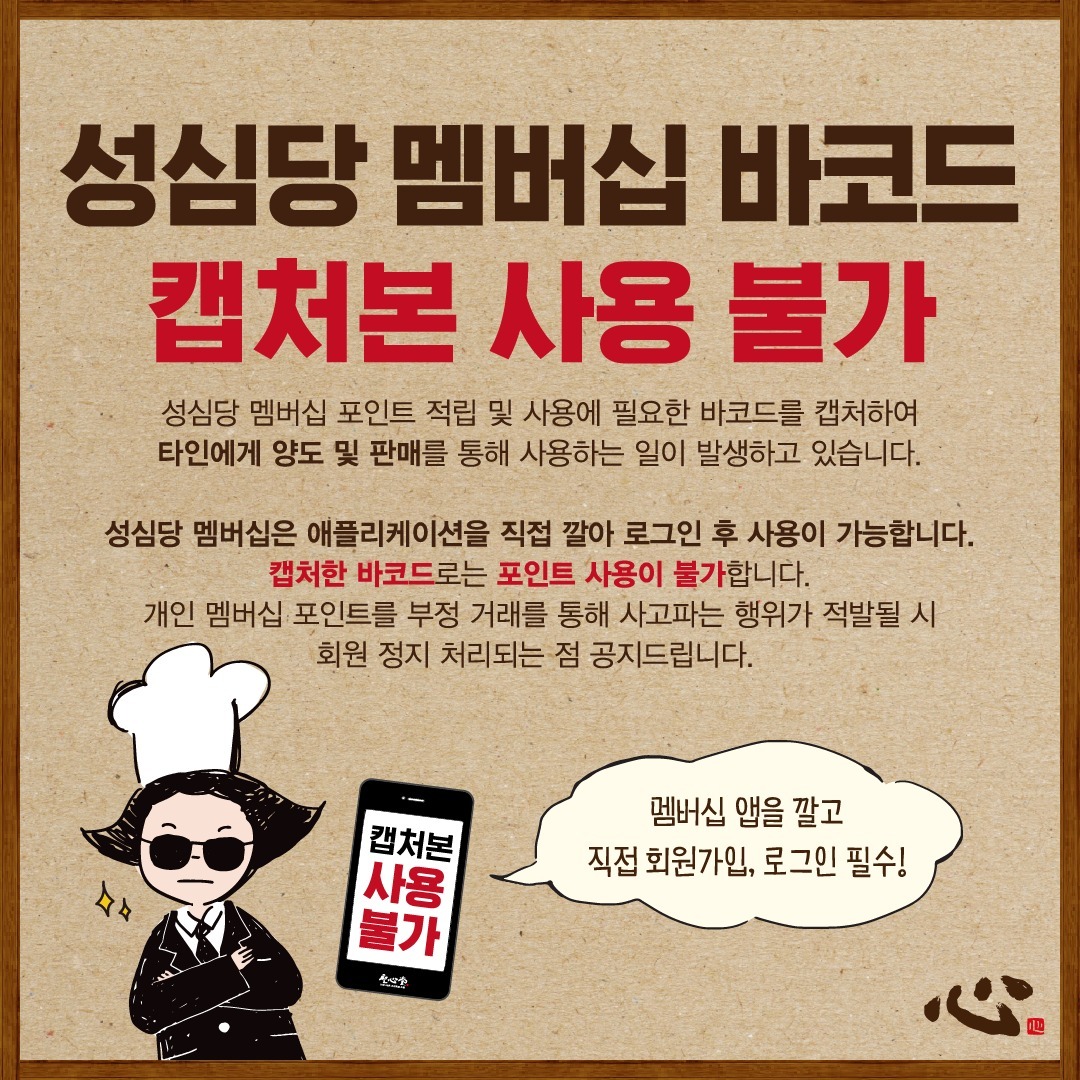 성심당 멤버십 바코드
캡처본 사용 불가
성심당 멤버십 포인트 적립 및 사용에 필요한 바코드를 캡처하여
타인에게 양도 및 판매를 통해 사용하는 일이 발생하고 있습니다.
성심당 멤버십은 애플리케이션을 직접 깔아 로그인 후 사용이 가능합니다.
캡처한 바코드로는 포인트 사용이 불가합니다.
개인 멤버십 포인트를 부정 거래를 통해 사고파는 행위가 적발될 시
회원 정지 처리되는 점 공지드립니다.
캡처본
사용
불가
멤버십 앱을 깔고
직접 회원가입, 로그인 필수!
心
心